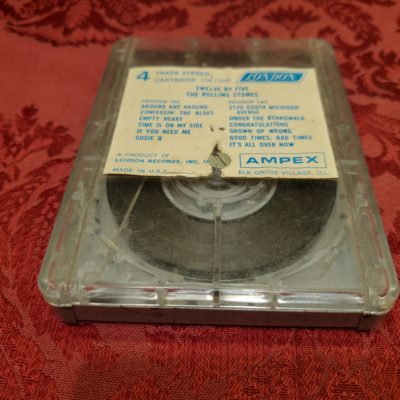 4 TRACK STEREO
CARTRIDGE
LONDON
TWELVE BY FIVE
THE ROLLING STONES
PROGRAM ONE
AROUND AND AROUND
CONFESSIN' THE BLUES
EMPTY HEART
TIME IS ON MY SIDE
IF YOU NEED ME
SUSIE Q
PROGRAM TWO
2120 SOUTH MICHIGAN
AVENUE
UNDER THE BOARDWALK
CONGRATULATIONS
GROWN UP WRONG
GOOD TIMES, BAD TIMES
IT'S ALL OVER NOW
A PRODUCT OF
LONDON RECORDS, INC.
MADE IN U.S.A.
AMPEX
ELK GROVE VILLAGE, ILL